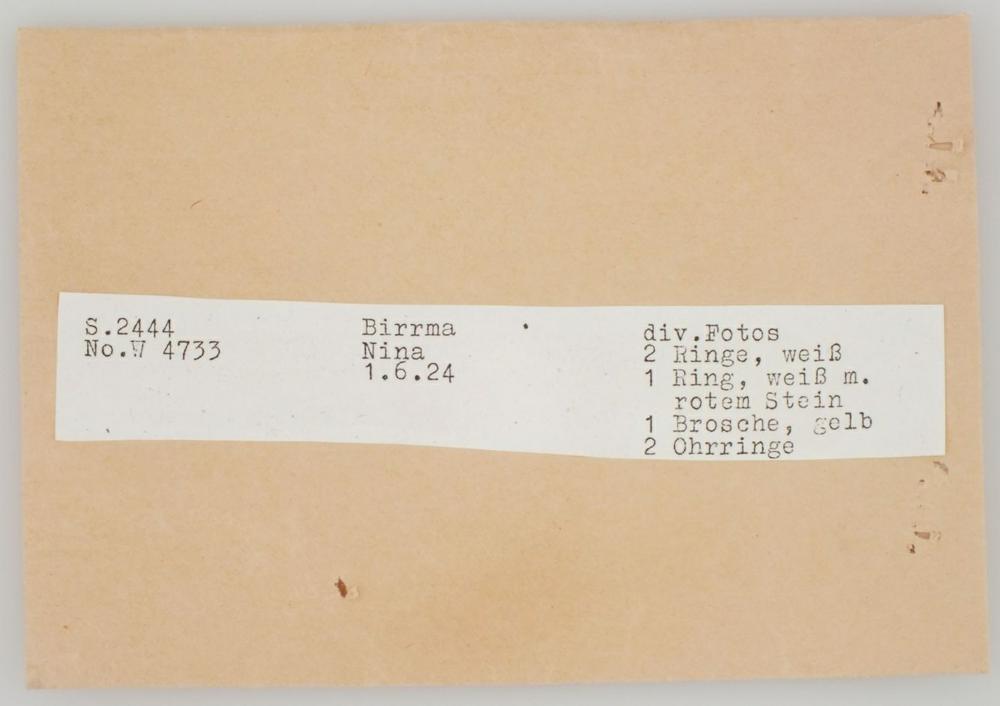 S.2444
No.W 4733
Birrma
Nina
1.6.24
div.Fotos
2 Ringe, weiß
1 Ring, weiß m.
rotem Stein
1 Brosche, gelb
2 Ohrringe